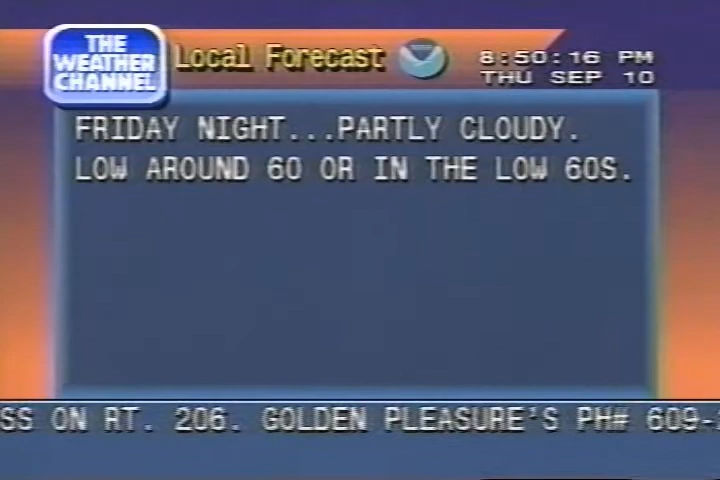 THE
WEATHER
CHANNEL
Local Forecast
8:50:16 PM
THU SEP 10
FRIDAY NIGHT...PARTLY CLOUDY.
LOW AROUND 60 OR IN THE LOW 60S.
SS ON RT. 206. GOLDEN PLEASURE'S PH# 609-